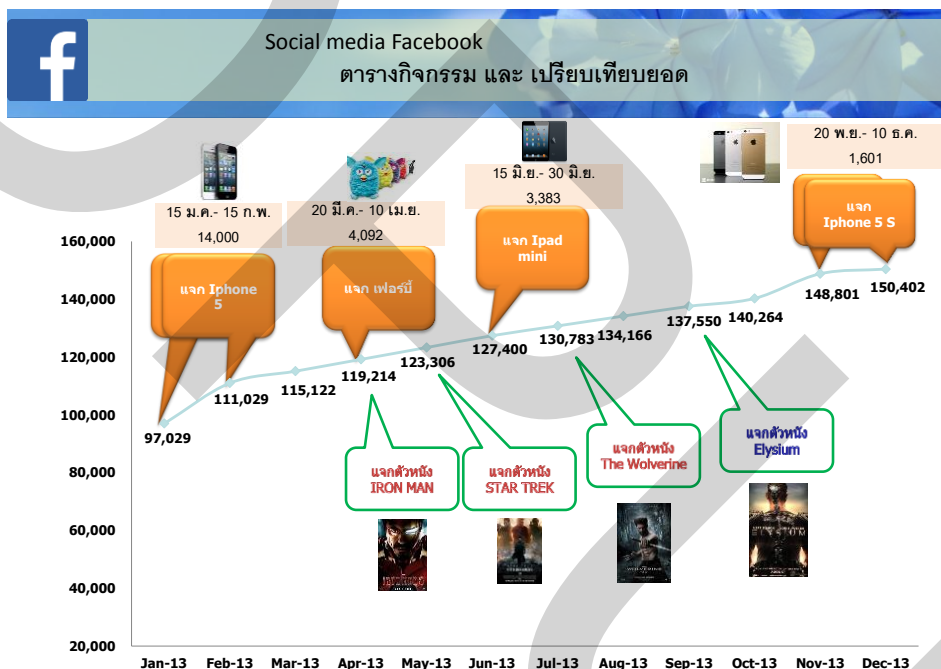 f
Social media Facebook
ตารางกิจกรรม และ เปรียบเทียบยอด
15 ม.ค.- 15 ก.พ.
14,000
20 มี.ค.- 10 เม.ย.
4,092
15 มิ.ย.- 30 มิ.ย.
3,383
20 พ.ย.- 10 ธ.ค.
1,601
แจก Iphone
5
แจก เฟอร์บี้
แจก Ipad
mini
แจก
Iphone 5 S
160,000
140,000
120,000
100,000
80,000
60,000
40,000
20,000
97,029
111,029
115,122
119,214
123,306
127,400
130,783
134,166
137,550
140,264
148,801
150,402
แจกตั๋วหนัง
IRON MAN
แจกตั๋วหนัง
STAR TREK
แจกตั๋วหนัง
The Wolverine
แจกตั๋วหนัง
Elysium
ELYSIUM
Jan-13 Feb-13 Mar-13 Apr-13 May-13 Jun-13 Jul-13 Aug-13 Sep-13 Oct-13 Nov-13 Dec-13